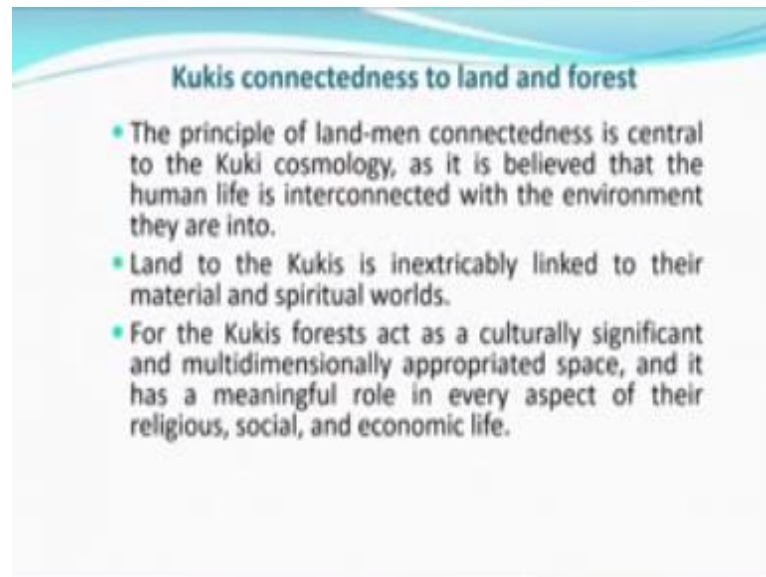 Kukis connectedness to land and forest
• The principle of land-men connectedness is central
to the Kuki cosmology, as it is believed that the
human life is interconnected with the environment
they are into.
• Land to the Kukis is inextricably linked to their
material and spiritual worlds.
• For the Kukis forests act as a culturally significant
and multidimensionally appropriated space, and it
has a meaningful role in every aspect of their
religious, social, and economic life.